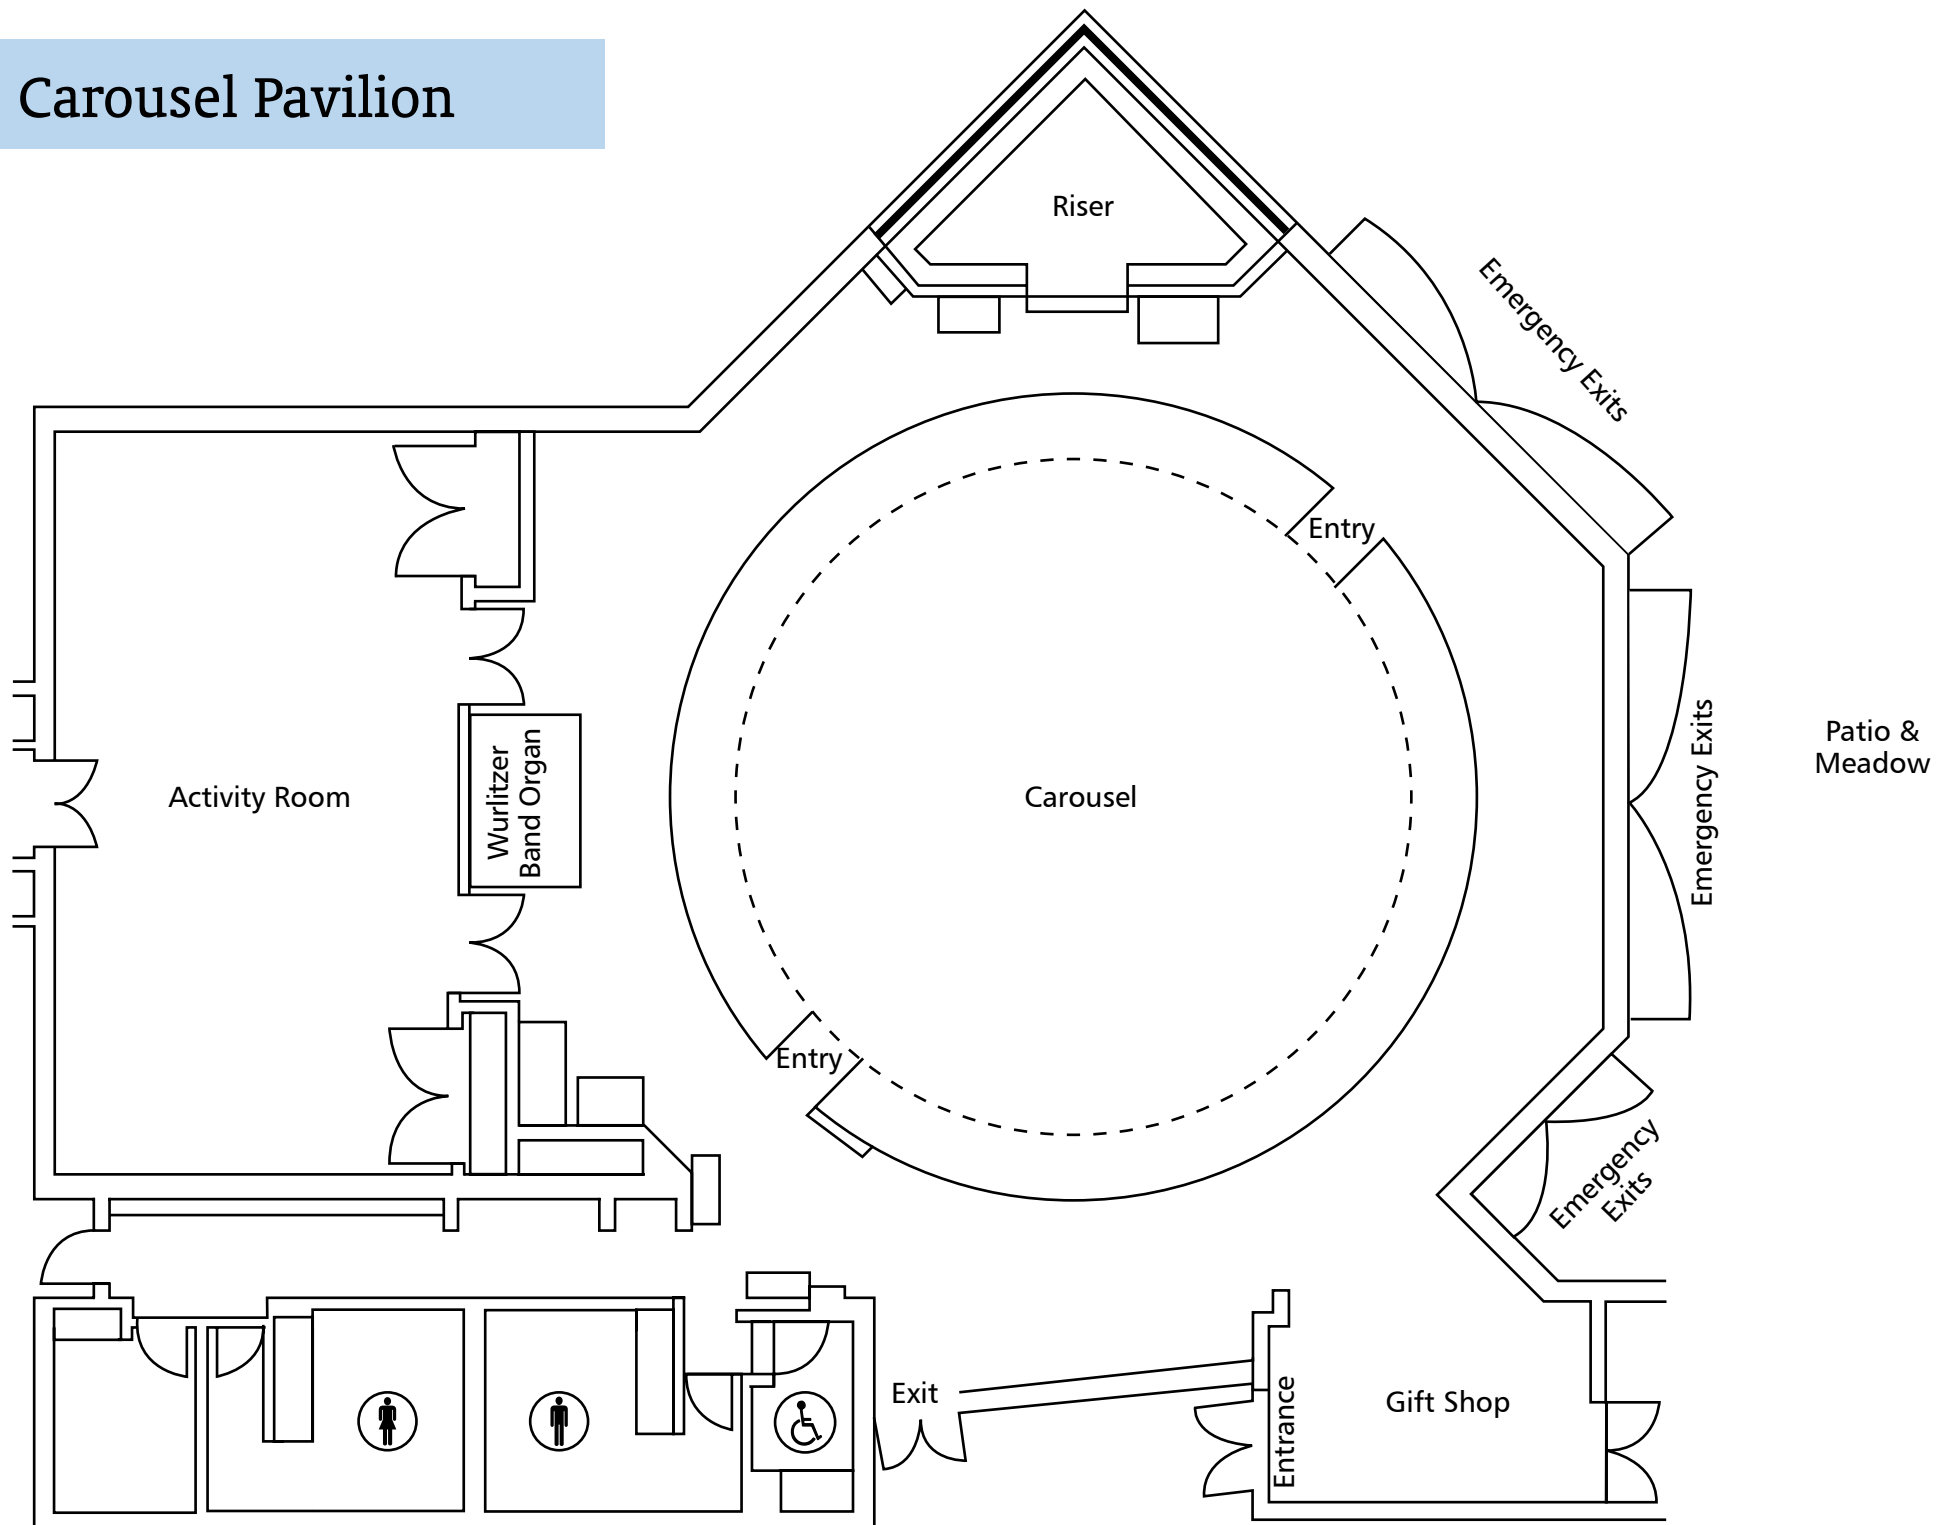 Carousel Pavilion
Riser
Emergency Exits
Entry
Patio &
Meadow
Emergency Exits
Wurlitzer
Band Organ
Activity Room
Carousel
Entry
Emergency
Exits
Exit
Entrance
Gift Shop